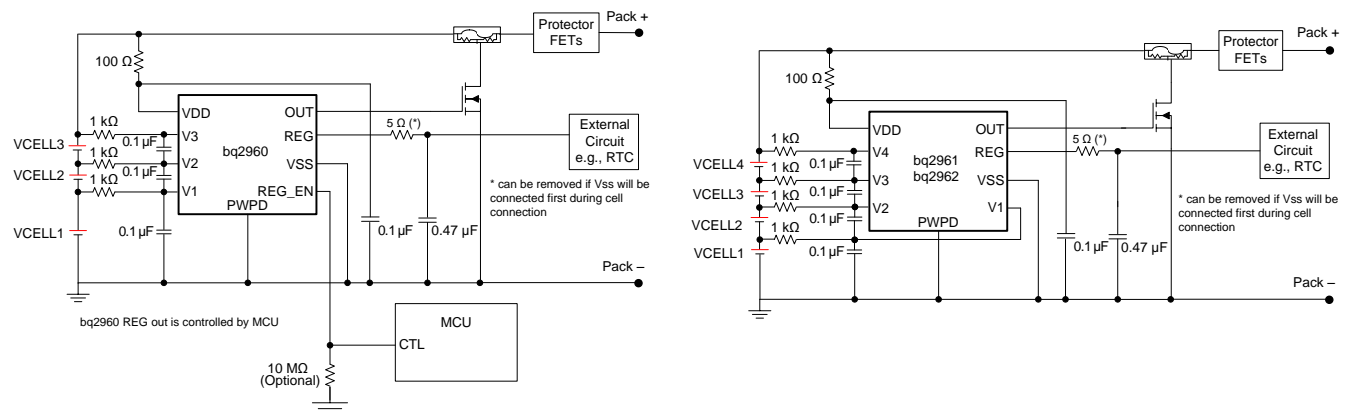 Pack +
Protector
FETs
100 Ω
VDD
OUT
1 kΩ
V3
REG
5 Ω (*)
External
Circuit
e.g., RTC
VCELL3
0.1 µF
1 kΩ
V2
bq2960
VSS
VCELL2
0.1 µF
1 kΩ
V1
REG_EN
PWPD
* can be removed if Vss will be
connected first during cell
connection
VCELL1
0.1 µF
0.1 µF
0.47 µF
Pack –
bq2960 REG out is controlled by MCU
MCU
CTL
10 MΩ
(Optional)
Pack +
Protector
FETs
100 Ω
VDD
OUT
1 kΩ
V4
REG
5 Ω (*)
External
Circuit
e.g., RTC
VCELL4
0.1 µF
bq2961
bq2962
1 kΩ
V3
VSS
VCELL3
0.1 µF
1 kΩ
V2
V1
PWPD
* can be removed if Vss will be
connected first during cell
connection
VCELL2
0.1 µF
1 kΩ
VCELL1
0.1 µF
0.1 µF
0.47 µF
Pack –